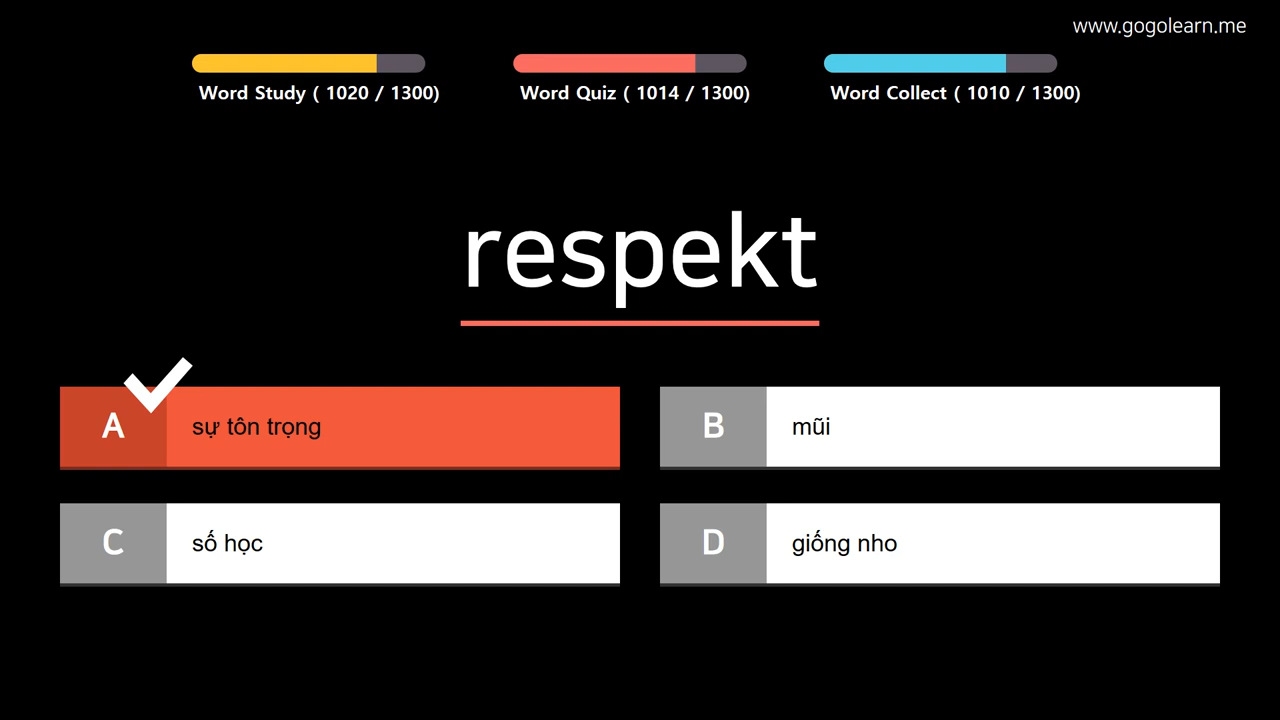 www.gogolearn.me
Word Study ( 1020 / 1300)
Word Quiz ( 1014 / 1300)
Word Collect ( 1010 / 1300)
respekt
A
sự tôn trọng
B
mũi
C
số học
D
giống nho